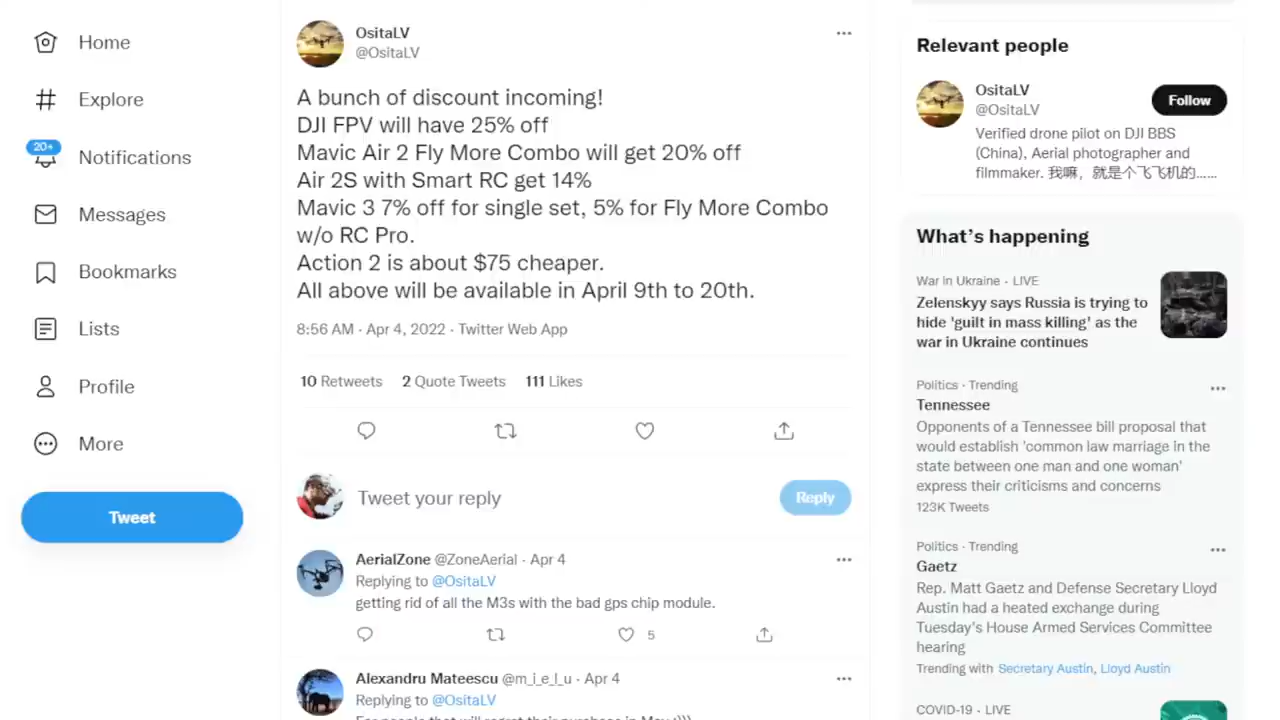 Home
Explore
20+
Notifications
Messages
Bookmarks
Lists
Profile
More
Tweet
OsitaLV
@OsitaLV
A bunch of discount incoming!
DJI FPV will have 25% off
Mavic Air 2 Fly More Combo will get 20% off
Air 2S with Smart RC get 14%
Mavic 3 7% off for single set, 5% for Fly More Combo
w/o RC Pro.
Action 2 is about $75 cheaper.
All above will be available in April 9th to 20th.
8:56 AM · Apr 4, 2022 · Twitter Web App
10 Retweets 2 Quote Tweets 111 Likes
Tweet your reply
Reply
AerialZone @ZoneAerial · Apr 4
Replying to @OsitaLV
getting rid of all the M3s with the bad gps chip module.
5
Alexandru Mateescu @m_i_e_l_u · Apr 4
Replying to @OsitaLV
For people that will regret their purchase in May :)))
Relevant people
OsitaLV
@OsitaLV
Follow
Verified drone pilot on DJI BBS
(China), Aerial photographer and
filmmaker. 我嘛，就是个飞飞机的......
What's happening
War in Ukraine · LIVE
Zelenskyy says Russia is trying to
hide 'guilt in mass killing' as the
war in Ukraine continues
Politics · Trending
Tennessee
Opponents of a Tennessee bill proposal that
would establish 'common law marriage in the
state between one man and one woman'
express their criticisms and concerns
123K Tweets
Politics · Trending
Gaetz
Rep. Matt Gaetz and Defense Secretary Lloyd
Austin had a heated exchange during
Tuesday's House Armed Services Committee
hearing
Trending with Secretary Austin, Lloyd Austin
COVID-19 · LIVE